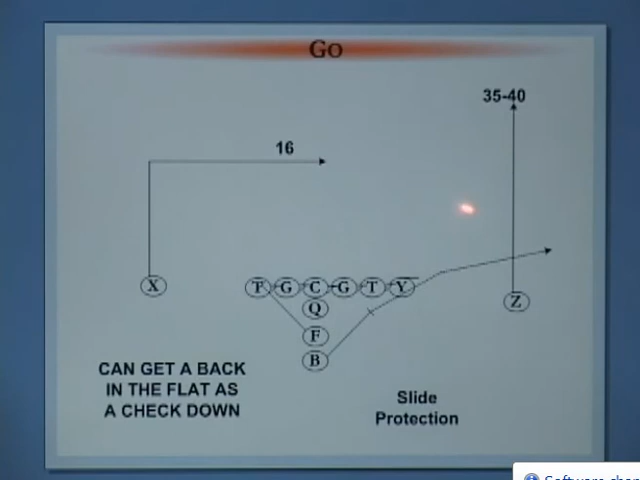 Go
35-40
16
X
T G C G T Y
Z
Q
F
B
CAN GET A BACK
IN THE FLAT AS
A CHECK DOWN
Slide
Protection